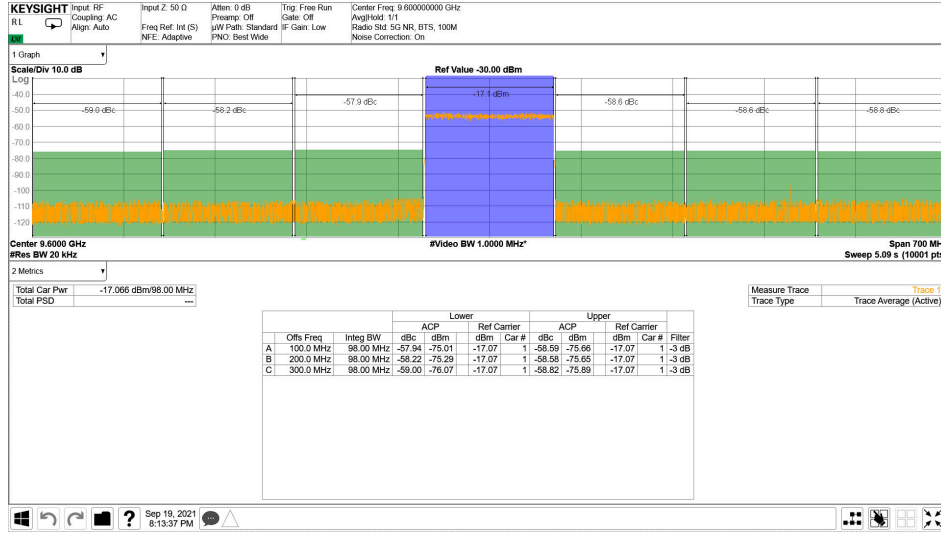 KEYSIGHT Input: RF Input Z: 50 Ω Atten: 0 dB Trig: Free Run Center Freq: 9.600000000 GHz
RL Coupling: AC Preamp: Off Gate: Off Avg|Hold: 1/1
Align: Auto Freq Ref: Int (S) µW Path: Standard IF Gain: Low Radio Std: 5G NR, BTS, 100M
NFE: Adaptive PNO: Best Wide Noise Correction: On
1 Graph
Scale/Div 10.0 dB Ref Value -30.00 dBm
Log
-40.0 -57.9 dBc -17.1 dBm -58.6 dBc
-50.0 -59.0 dBc -58.2 dBc -58.6 dBc -58.8 dBc
-60.0
-70.0
-80.0
-90.0
-100
-110
-120
Center 9.6000 GHz #Video BW 1.0000 MHz* Span 700 MH
#Res BW 20 kHz Sweep 5.09 s (10001 pts
2 Metrics
Total Car Pwr -17.066 dBm/98.00 MHz Measure Trace Trace 1
Total PSD --- Trace Type Trace Average (Active)
Lower Upper
ACP Ref Carrier ACP Ref Carrier
Offs Freq Integ BW dBc dBm dBm Car # dBc dBm dBm Car # Filter
A 100.0 MHz 98.00 MHz -57.94 -75.01 -17.07 1 -58.59 -75.66 -17.07 1 -3 dB
B 200.0 MHz 98.00 MHz -58.22 -75.29 -17.07 1 -58.58 -75.65 -17.07 1 -3 dB
C 300.0 MHz 98.00 MHz -59.00 -76.07 -17.07 1 -58.82 -75.89 -17.07 1 -3 dB
? Sep 19, 2021
8:13:37 PM